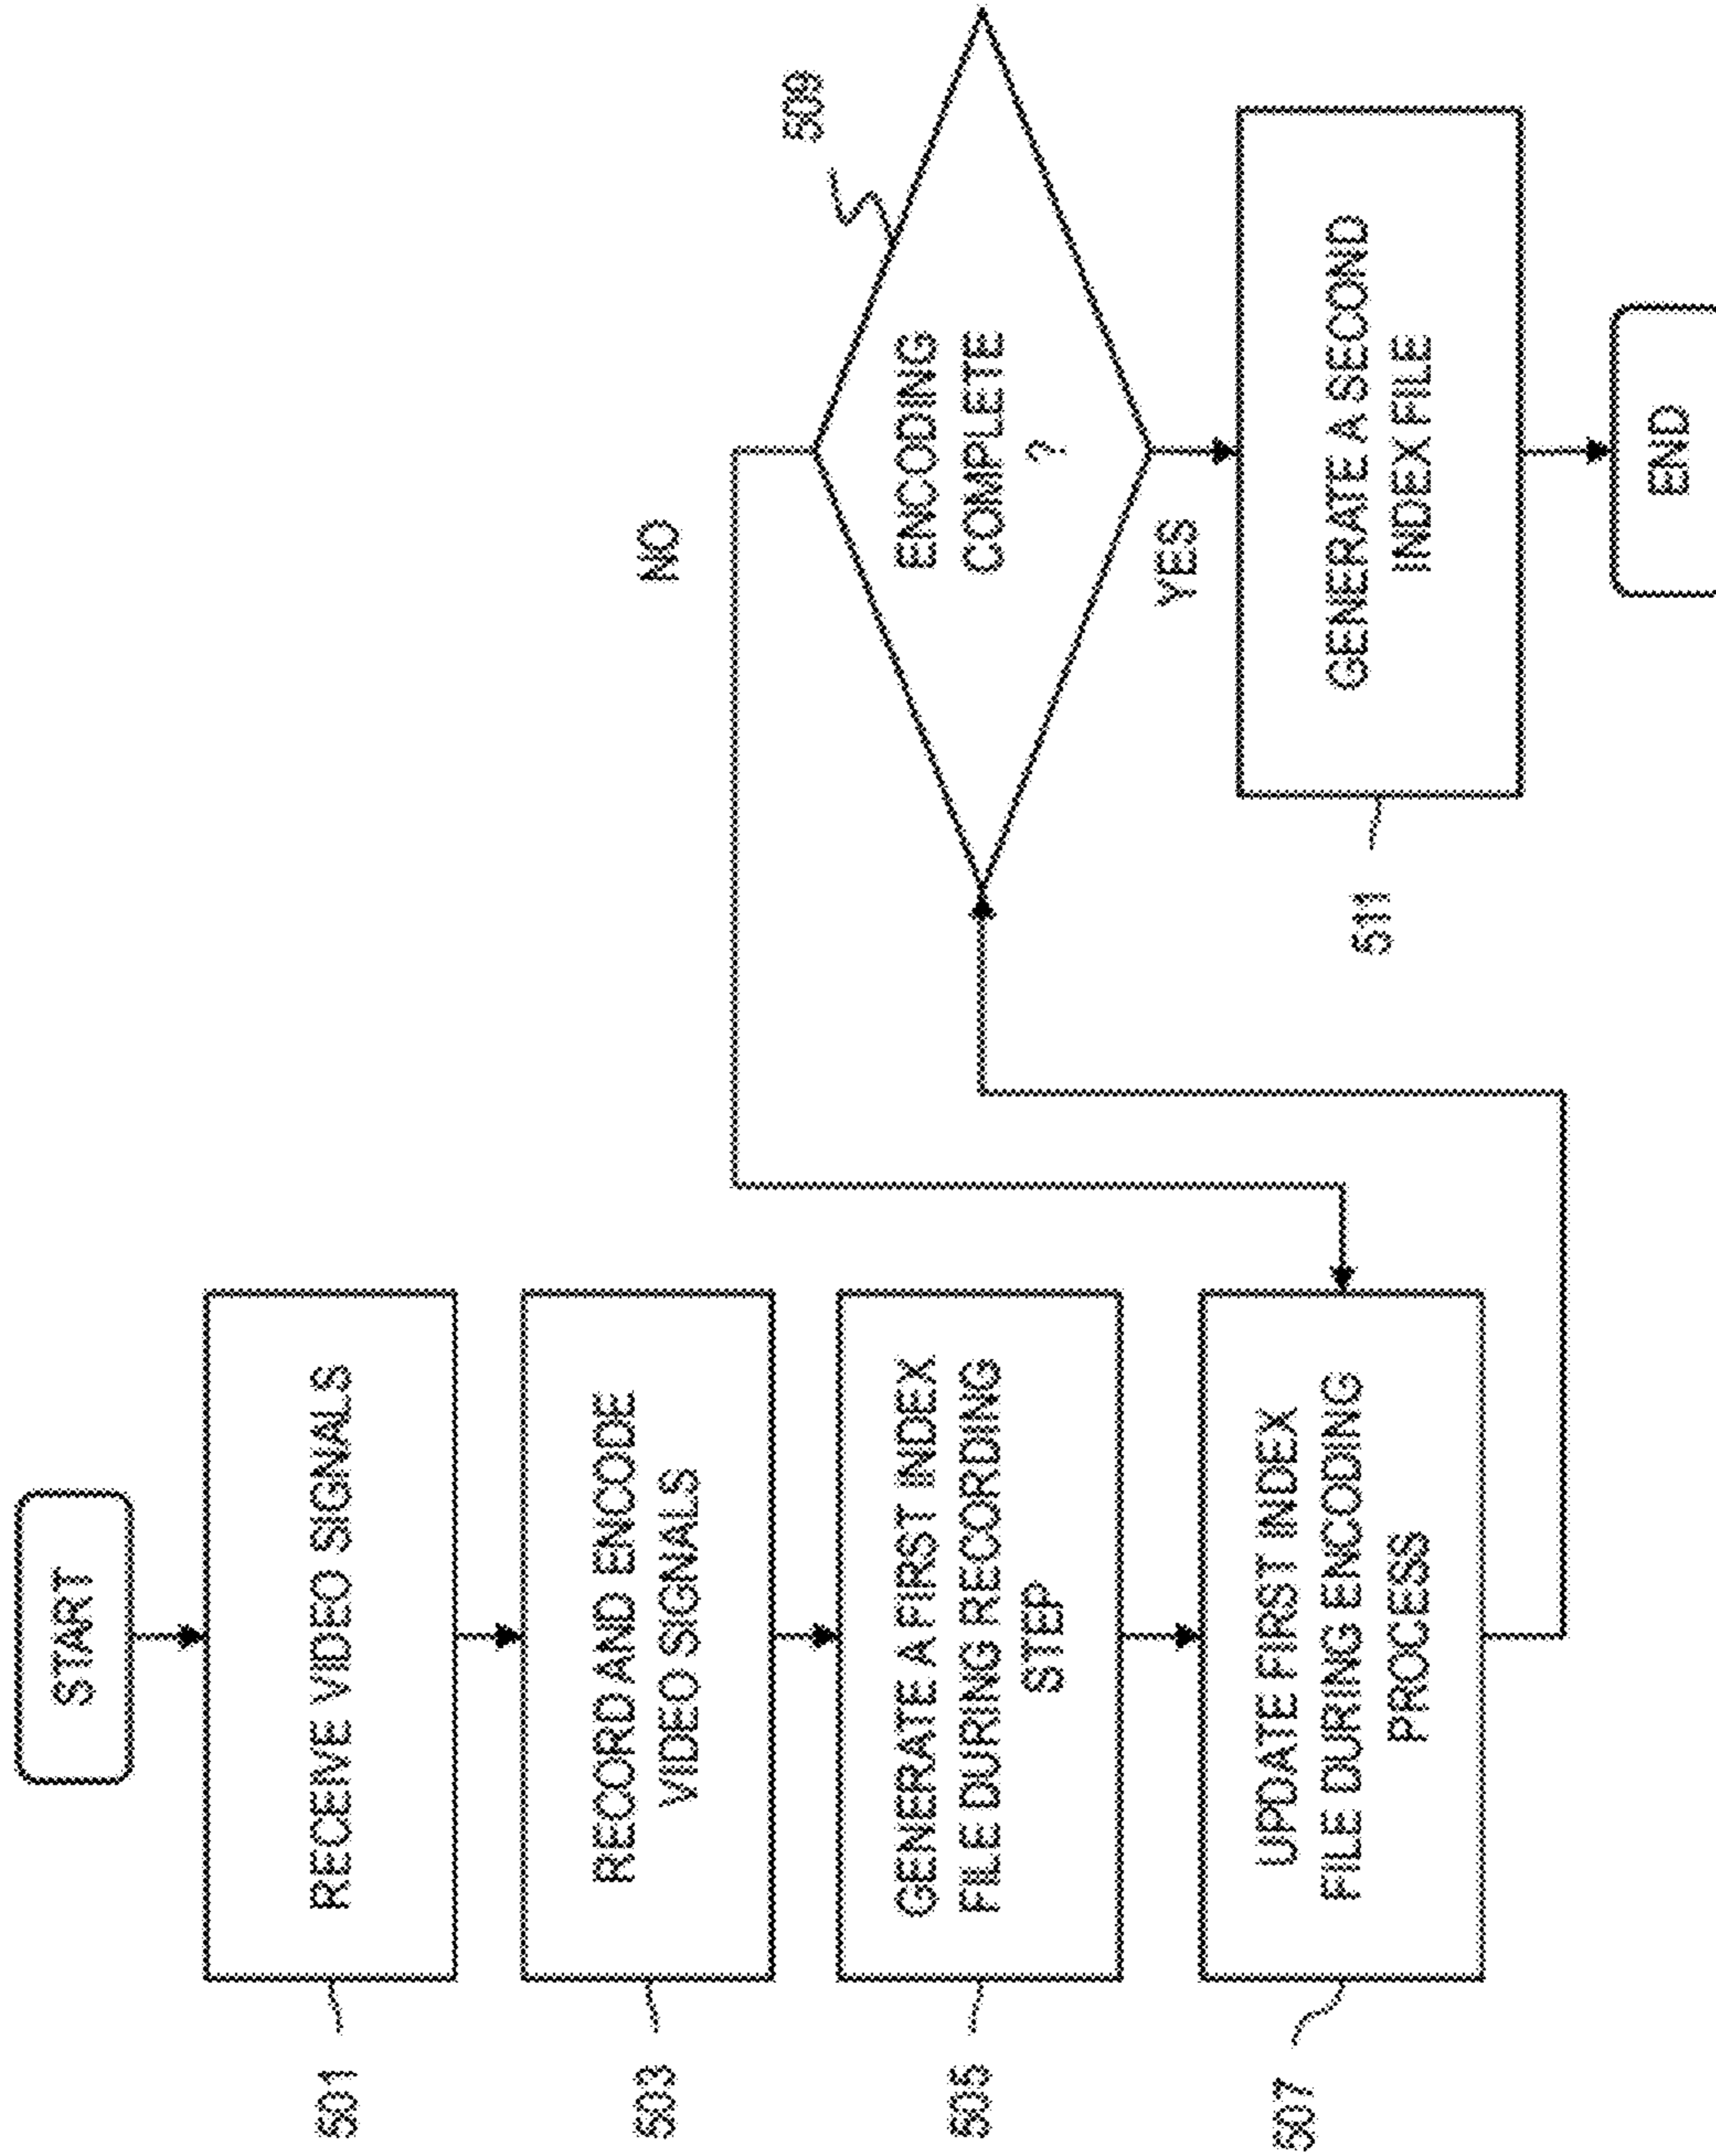 START
RECEIVE VIDEO SIGNALS
501
RECORD AND ENCODE
VIDEO SIGNALS
503
GENERATE A FIRST INDEX
FILE DURING RECORDING
STEP
505
UPDATE FIRST INDEX
FILE DURING ENCODING
PROCESS
507
NO
509
ENCODING
COMPLETE
?
YES
GENERATE A SECOND
INDEX FILE
511
END